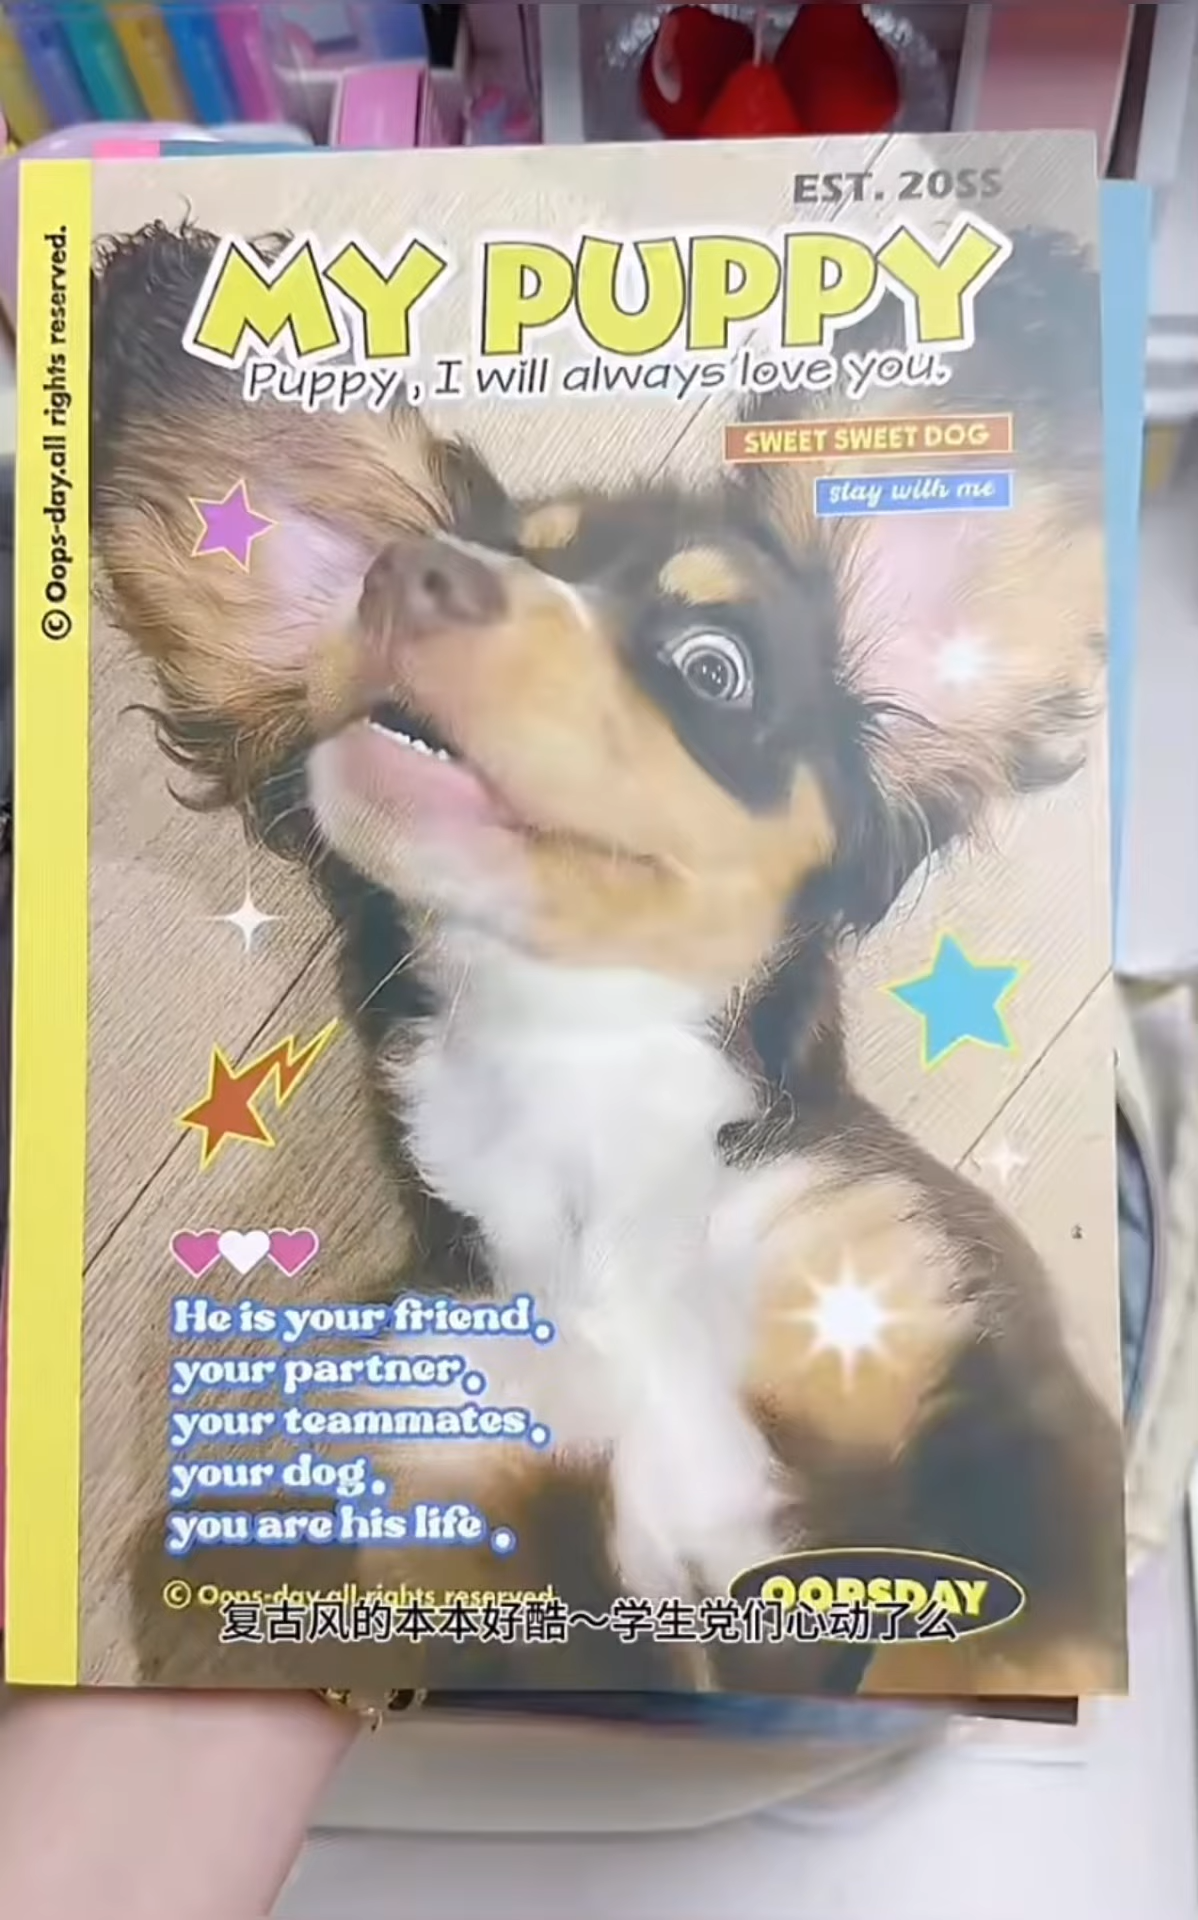 EST. 20SS
MY PUPPY
Puppy, I will always love you.
SWEET SWEET DOG
stay with me
© Oops-day.all rights reserved.
He is your friend.
your partner.
your teammates.
your dog.
you are his life.
© Oops-day.all rights reserved.
OOPSDAY
复古风的本本好酷～学生党们心动了么